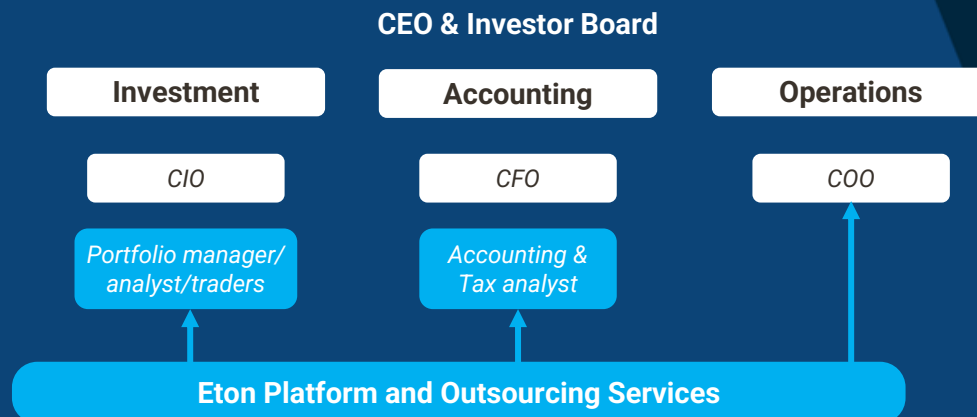 CEO & Investor Board
Investment
Accounting
Operations
CIO
CFO
COO
Portfolio manager/
analyst/traders
Accounting &
Tax analyst
Eton Platform and Outsourcing Services